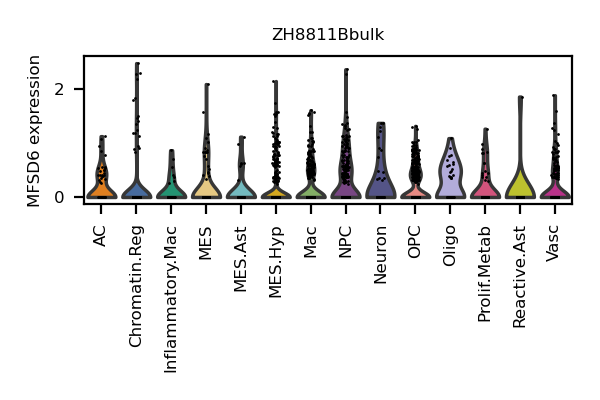 ZH8811Bbulk
MFSD6 expression
2
0
AC
Chromatin.Reg
Inflammatory.Mac
MES
MES.Ast
MES.Hyp
Mac
NPC
Neuron
OPC
Oligo
Prolif.Metab
Reactive.Ast
Vasc